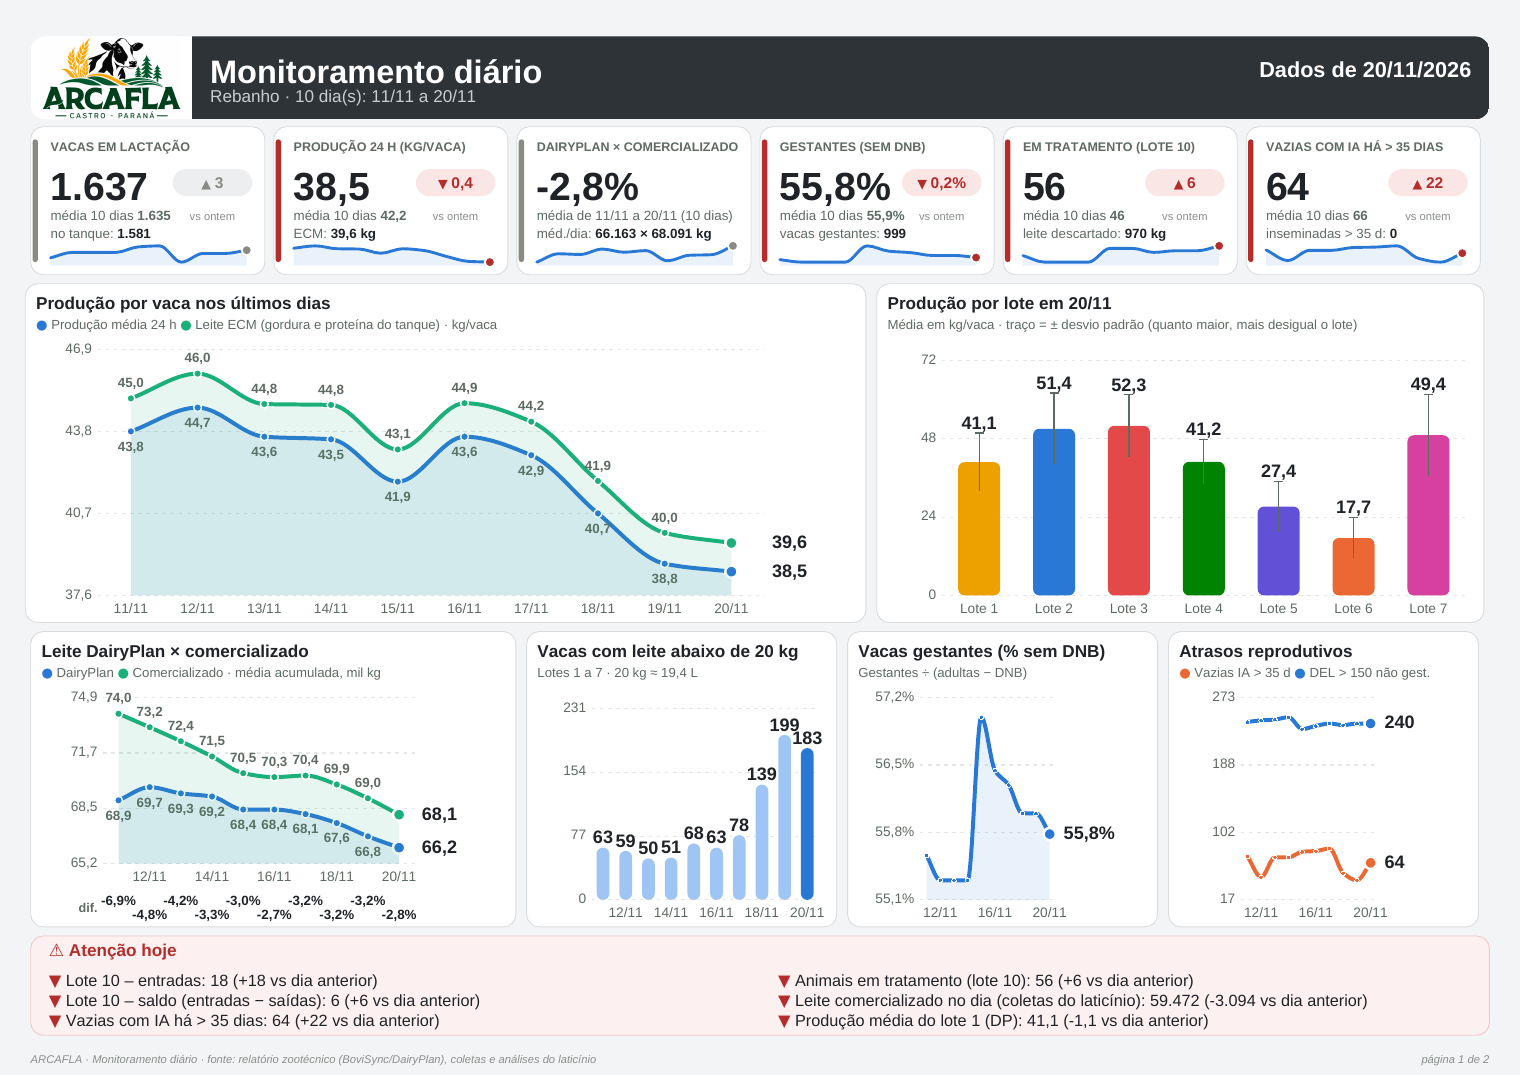 ARCAFLA
CASTRO - PARANÁ
Monitoramento diário
Rebanho · 10 dia(s): 11/11 a 20/11
Dados de 20/11/2026
VACAS EM LACTAÇÃO
1.637 ▲ 3
média 10 dias 1.635 vs ontem
no tanque: 1.581
PRODUÇÃO 24 H (KG/VACA)
38,5 ▼ 0,4
média 10 dias 42,2 vs ontem
ECM: 39,6 kg
DAIRYPLAN × COMERCIALIZADO
-2,8%
média de 11/11 a 20/11 (10 dias)
méd./dia: 66.163 × 68.091 kg
GESTANTES (SEM DNB)
55,8% ▼ 0,2%
média 10 dias 55,9% vs ontem
vacas gestantes: 999
EM TRATAMENTO (LOTE 10)
56 ▲ 6
média 10 dias 46 vs ontem
leite descartado: 970 kg
VAZIAS COM IA HÁ > 35 DIAS
64 ▲ 22
média 10 dias 66 vs ontem
inseminadas > 35 d: 0
Produção por vaca nos últimos dias
Produção média 24 h Leite ECM (gordura e proteína do tanque) · kg/vaca
46,9
43,8
40,7
37,6
45,0 46,0 44,8 44,8 43,1 44,9 44,2 41,9 40,0 39,6
43,8 44,7 43,6 43,5 41,9 43,6 42,9 40,7 38,8 38,5
11/11 12/11 13/11 14/11 15/11 16/11 17/11 18/11 19/11 20/11
Produção por lote em 20/11
Média em kg/vaca · traço = ± desvio padrão (quanto maior, mais desigual o lote)
72
48
24
0
41,1 51,4 52,3 41,2 27,4 17,7 49,4
Lote 1 Lote 2 Lote 3 Lote 4 Lote 5 Lote 6 Lote 7
Leite DairyPlan × comercializado
DairyPlan Comercializado · média acumulada, mil kg
74,9
71,7
68,5
65,2
74,0 73,2 72,4 71,5 70,5 70,3 70,4 69,9 69,0 68,1
68,9 69,7 69,3 69,2 68,4 68,4 68,1 67,6 66,8 66,2
12/11 14/11 16/11 18/11 20/11
dif. -6,9% -4,8% -4,2% -3,3% -3,0% -2,7% -3,2% -3,2% -3,2% -2,8%
Vacas com leite abaixo de 20 kg
Lotes 1 a 7 · 20 kg ≈ 19,4 L
231
154
77
0
63 59 50 51 68 63 78 139 199 183
12/11 14/11 16/11 18/11 20/11
Vacas gestantes (% sem DNB)
Gestantes ÷ (adultas − DNB)
57,2%
56,5%
55,8%
55,1%
55,8%
12/11 16/11 20/11
Atrasos reprodutivos
Vazias IA > 35 d DEL > 150 não gest.
273
188
102
17
240
64
12/11 16/11 20/11
⚠ Atenção hoje
▼ Lote 10 – entradas: 18 (+18 vs dia anterior)
▼ Lote 10 – saldo (entradas − saídas): 6 (+6 vs dia anterior)
▼ Vazias com IA há > 35 dias: 64 (+22 vs dia anterior)
▼ Animais em tratamento (lote 10): 56 (+6 vs dia anterior)
▼ Leite comercializado no dia (coletas do laticínio): 59.472 (-3.094 vs dia anterior)
▼ Produção média do lote 1 (DP): 41,1 (-1,1 vs dia anterior)
ARCAFLA · Monitoramento diário · fonte: relatório zootécnico (BoviSync/DairyPlan), coletas e análises do laticínio
página 1 de 2